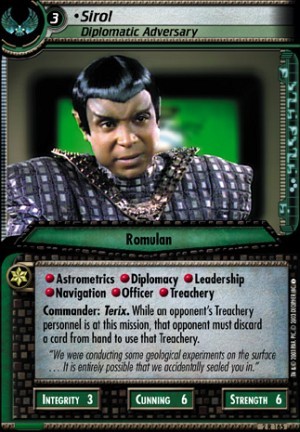 3
•Sirol
Diplomatic Adversary
Romulan
Astrometrics Diplomacy Leadership
Navigation Officer Treachery
Commander: Terix. While an opponent's Treachery
personnel is at this mission, that opponent must discard
a card from hand to use that Treachery.
"We were conducting some geological experiments on the surface
... It is entirely possible that we accidentally sealed you in."
INTEGRITY 3
CUNNING 6
STRENGTH 6